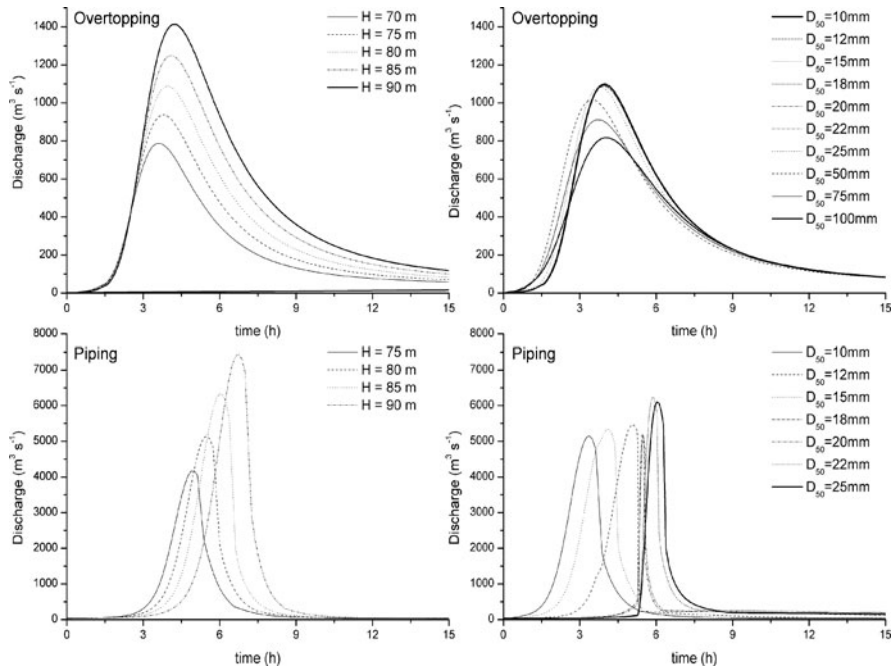 Overtopping
H = 70 m
H = 75 m
H = 80 m
H = 85 m
H = 90 m
1400
1200
1000
800
600
400
200
0
Discharge (m³ s⁻¹)
0 3 6 9 12 15
time (h)
Overtopping
D₅₀=10mm
D₅₀=12mm
D₅₀=15mm
D₅₀=18mm
D₅₀=20mm
D₅₀=22mm
D₅₀=25mm
D₅₀=50mm
D₅₀=75mm
D₅₀=100mm
1400
1200
1000
800
600
400
200
0
Discharge (m³ s⁻¹)
0 3 6 9 12 15
time (h)
Piping
H = 75 m
H = 80 m
H = 85 m
H = 90 m
8000
7000
6000
5000
4000
3000
2000
1000
0
Discharge (m³ s⁻¹)
0 3 6 9 12 15
time (h)
Piping
D₅₀=10mm
D₅₀=12mm
D₅₀=15mm
D₅₀=18mm
D₅₀=20mm
D₅₀=22mm
D₅₀=25mm
8000
7000
6000
5000
4000
3000
2000
1000
0
Discharge (m³ s⁻¹)
0 3 6 9 12 15
time (h)